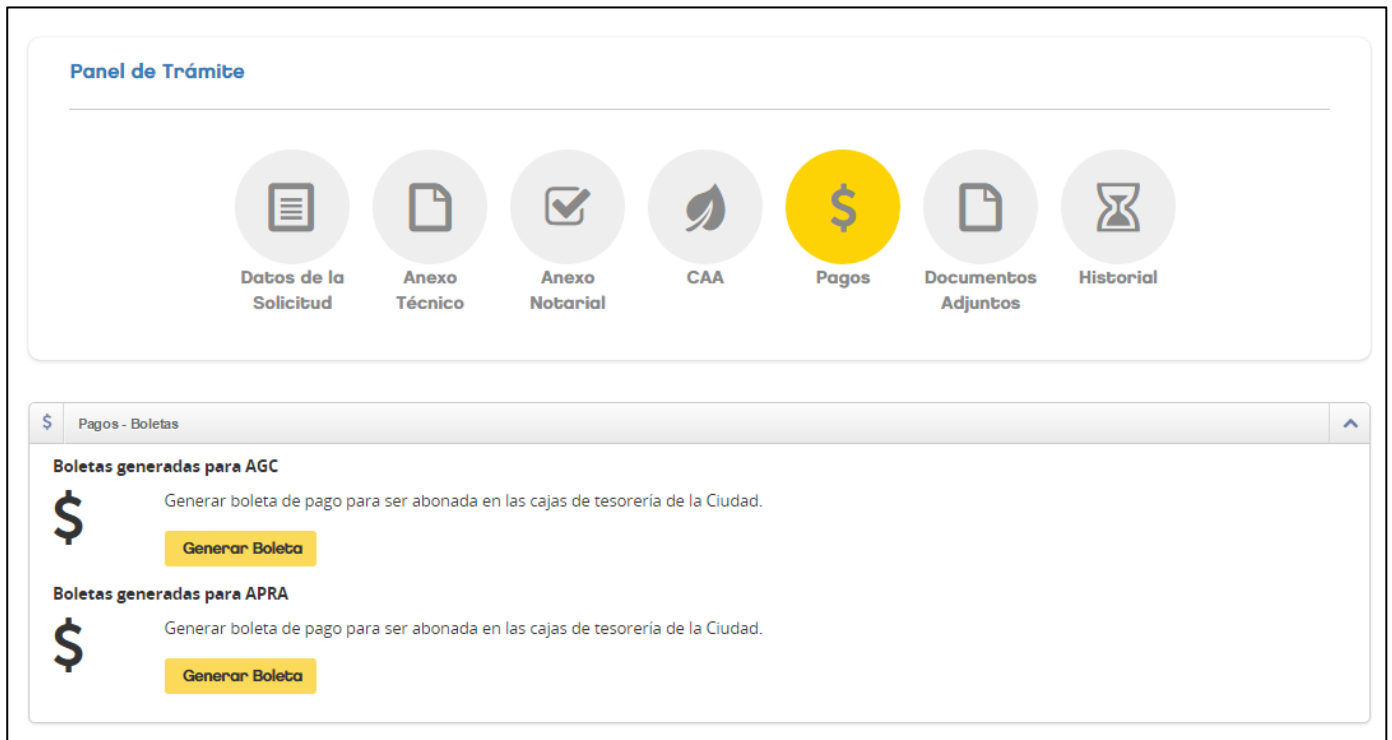 Panel de Trámite
Datos de la Solicitud
Anexo Técnico
Anexo Notarial
CAA
$
Pagos
Documentos Adjuntos
Historial
$ Pagos - Boletas
Boletas generadas para AGC
$ Generar boleta de pago para ser abonada en las cajas de tesorería de la Ciudad.
Generar Boleta
Boletas generadas para APRA
$ Generar boleta de pago para ser abonada en las cajas de tesorería de la Ciudad.
Generar Boleta